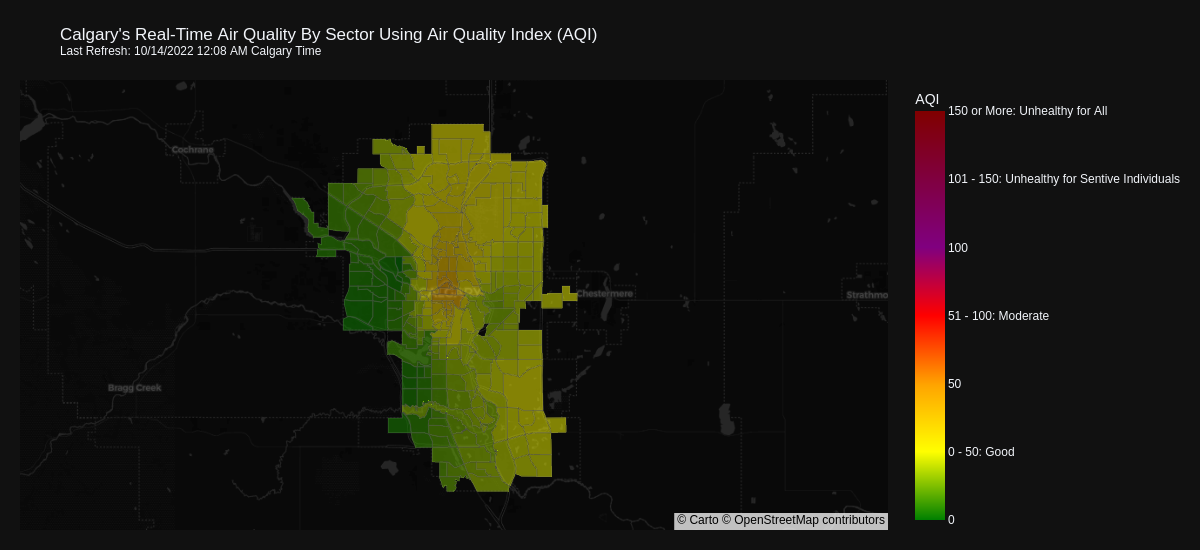 Calgary's Real-Time Air Quality By Sector Using Air Quality Index (AQI)
Last Refresh: 10/14/2022 12:08 AM Calgary Time
AQI
150 or More: Unhealthy for All
Cochrane
101 - 150: Unhealthy for Sentive Individuals
100
Chestermere
Strathmo
51 - 100: Moderate
50
Bragg Creek
0 - 50: Good
0
© Carto © OpenStreetMap contributors